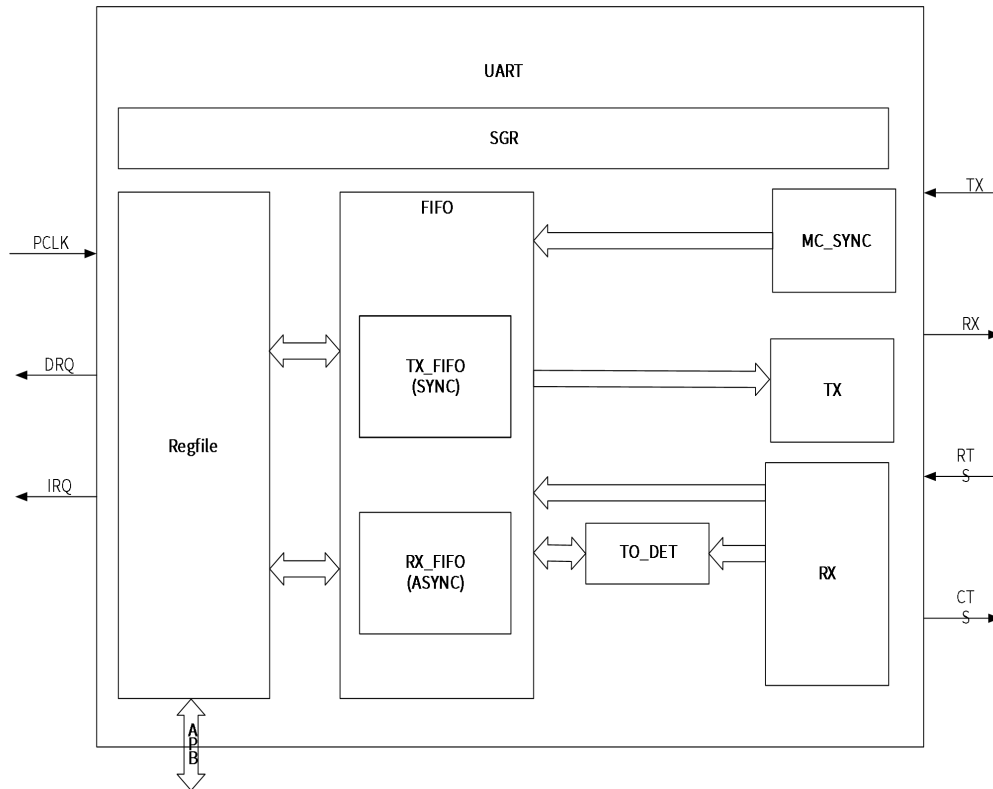 UART
SGR
TX
FIFO
PCLK
MC_SYNC
RX
DRQ
TX_FIFO
(SYNC)
TX
Regfile
RT
S
IRQ
TO_DET
RX_FIFO
(ASYNC)
RX
CT
S
A
P
B